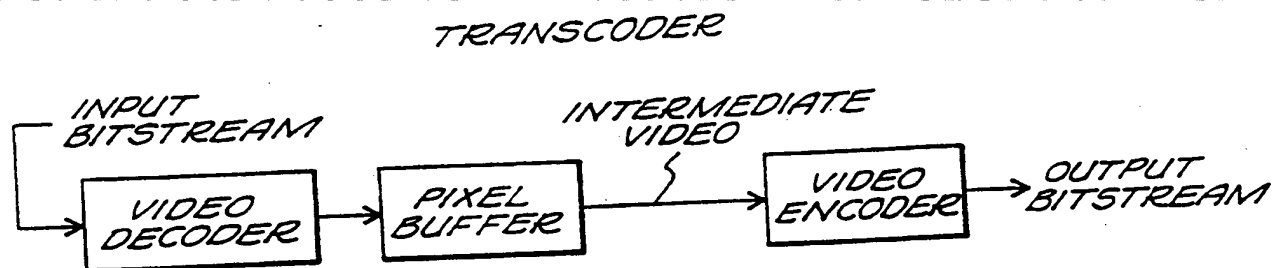 TRANSCODER
INPUT
BITSTREAM
INTERMEDIATE
VIDEO
VIDEO
DECODER
PIXEL
BUFFER
VIDEO
ENCODER
OUTPUT
BITSTREAM